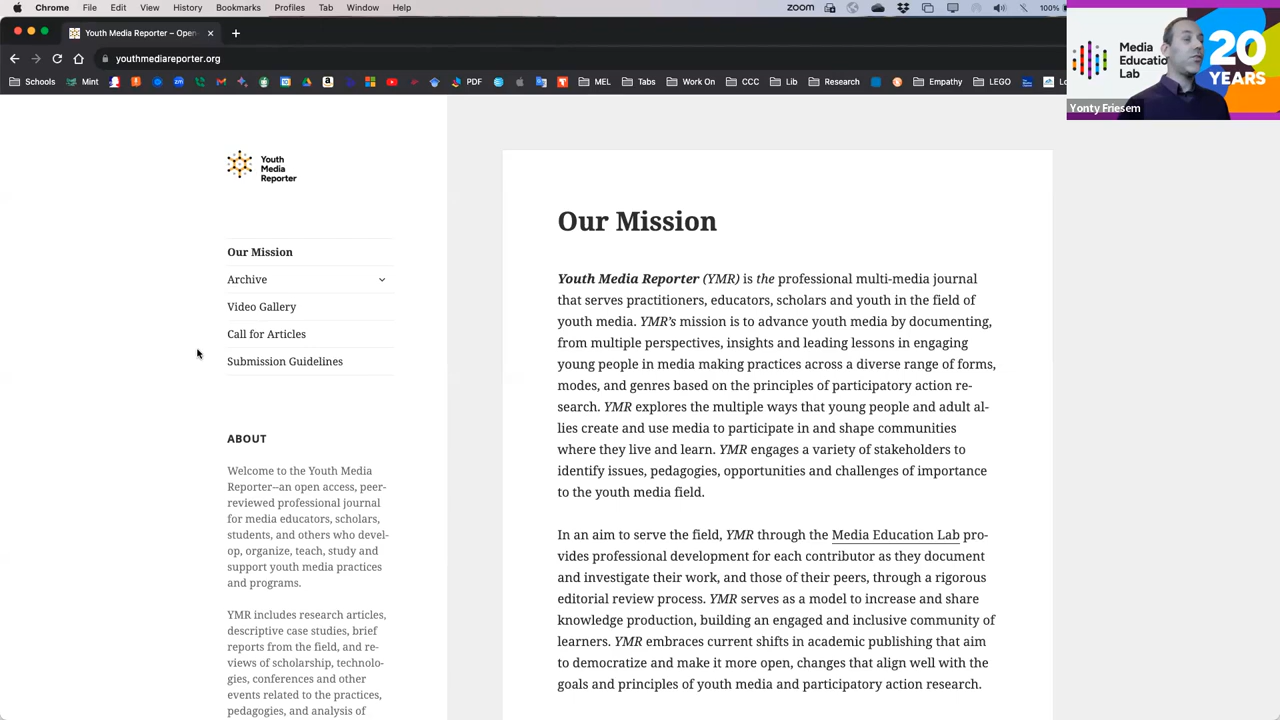 Chrome File Edit View History Bookmarks Profiles Tab Window Help zoom 100%
Youth Media Reporter – Open
youthmediareporter.org
Schools Mint PDF MEL Tabs Work On CCC Lib Research Empathy LEGO
Media
Educatio
Lab
20
YEARS
Yonty Friesem
Youth
Media
Reporter
Our Mission
Archive
Video Gallery
Call for Articles
Submission Guidelines
ABOUT
Welcome to the Youth Media
Reporter–an open access, peer-
reviewed professional journal
for media educators, scholars,
students, and others who devel-
op, organize, teach, study and
support youth media practices
and programs.
YMR includes research articles,
descriptive case studies, brief
reports from the field, and re-
views of scholarship, technolo-
gies, conferences and other
events related to the practices,
pedagogies, and analysis of
Our Mission
Youth Media Reporter (YMR) is the professional multi-media journal
that serves practitioners, educators, scholars and youth in the field of
youth media. YMR’s mission is to advance youth media by documenting,
from multiple perspectives, insights and leading lessons in engaging
young people in media making practices across a diverse range of forms,
modes, and genres based on the principles of participatory action re-
search. YMR explores the multiple ways that young people and adult al-
lies create and use media to participate in and shape communities
where they live and learn. YMR engages a variety of stakeholders to
identify issues, pedagogies, opportunities and challenges of importance
to the youth media field.
In an aim to serve the field, YMR through the Media Education Lab pro-
vides professional development for each contributor as they document
and investigate their work, and those of their peers, through a rigorous
editorial review process. YMR serves as a model to increase and share
knowledge production, building an engaged and inclusive community of
learners. YMR embraces current shifts in academic publishing that aim
to democratize and make it more open, changes that align well with the
goals and principles of youth media and participatory action research.